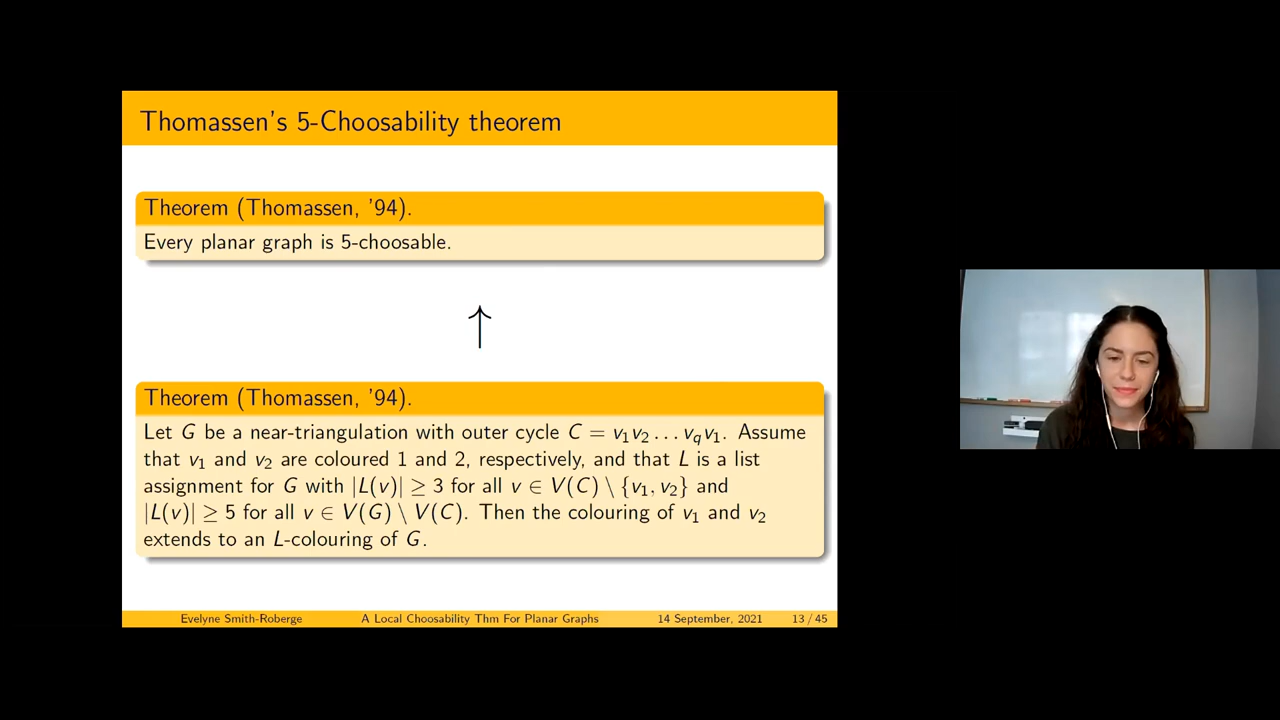 Thomassen's 5-Choosability theorem
Theorem (Thomassen, '94).
Every planar graph is 5-choosable.
↑
Theorem (Thomassen, '94).
Let G be a near-triangulation with outer cycle C = v₁v₂ . . . v_qv₁. Assume
that v₁ and v₂ are coloured 1 and 2, respectively, and that L is a list
assignment for G with |L(v)| ≥ 3 for all v ∈ V(C) \ {v₁, v₂} and
|L(v)| ≥ 5 for all v ∈ V(G) \ V(C). Then the colouring of v₁ and v₂
extends to an L-colouring of G.
Evelyne Smith-Roberge A Local Choosability Thm For Planar Graphs 14 September, 2021 13 / 45